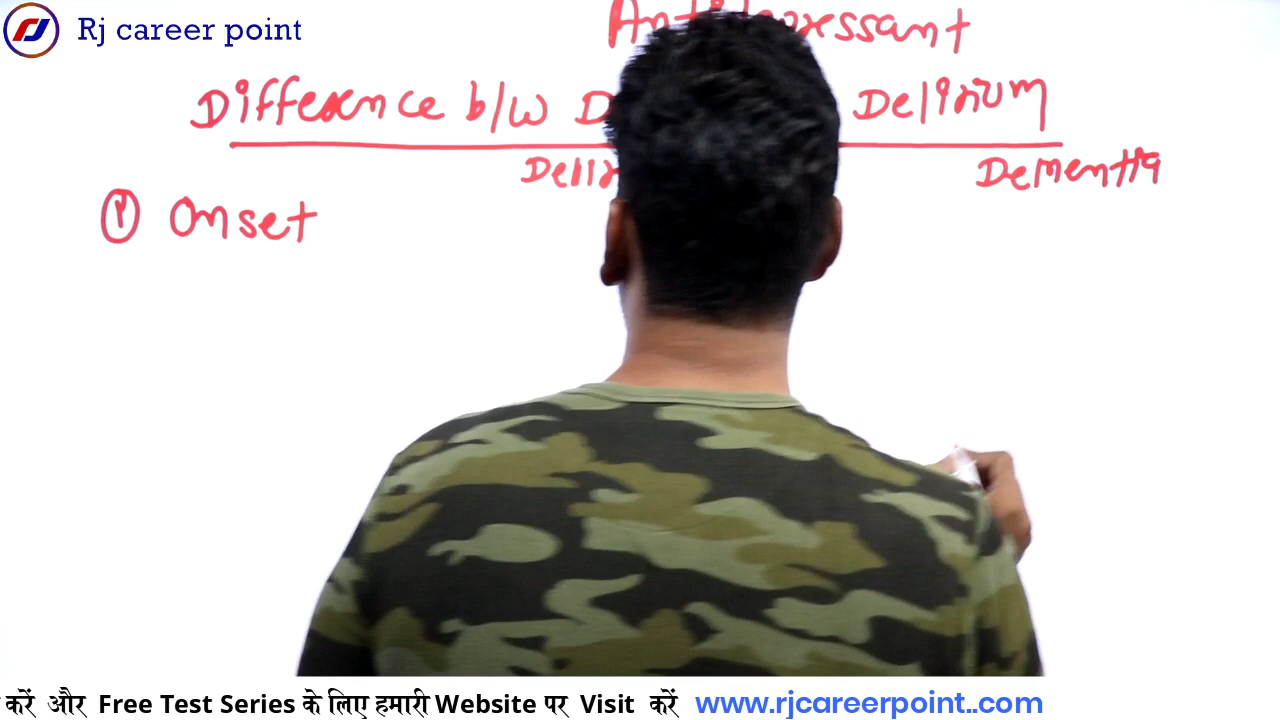 Rj career point
Difference b/w Delirium
Dementia
① Onset
करें और Free Test Series के लिए हमारी Website पर Visit करें www.rjcareerpoint..com